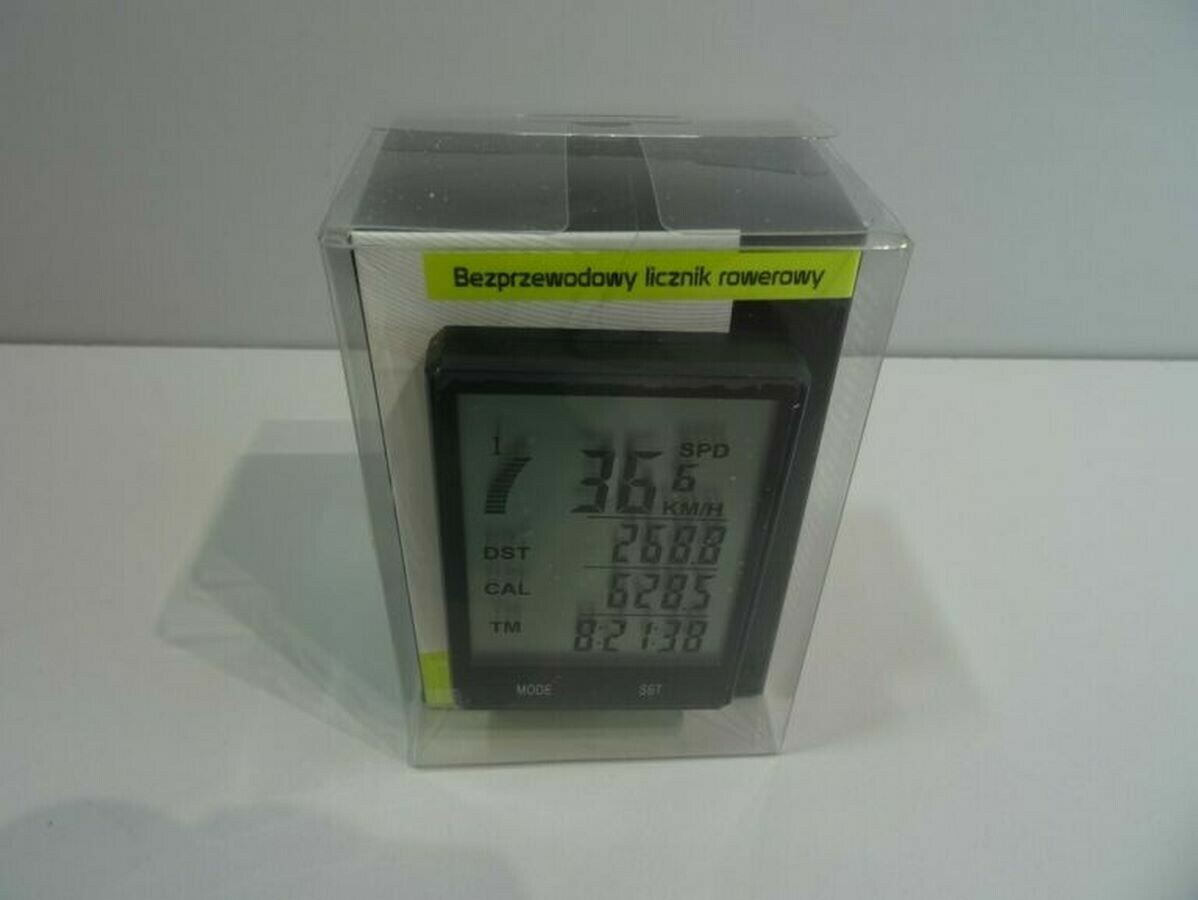 Bezprzewodowy licznik rowerowy
SPD
36 6
KM/H
DST 268.8
CAL 628.5
TM 8:21:38
MODE SET